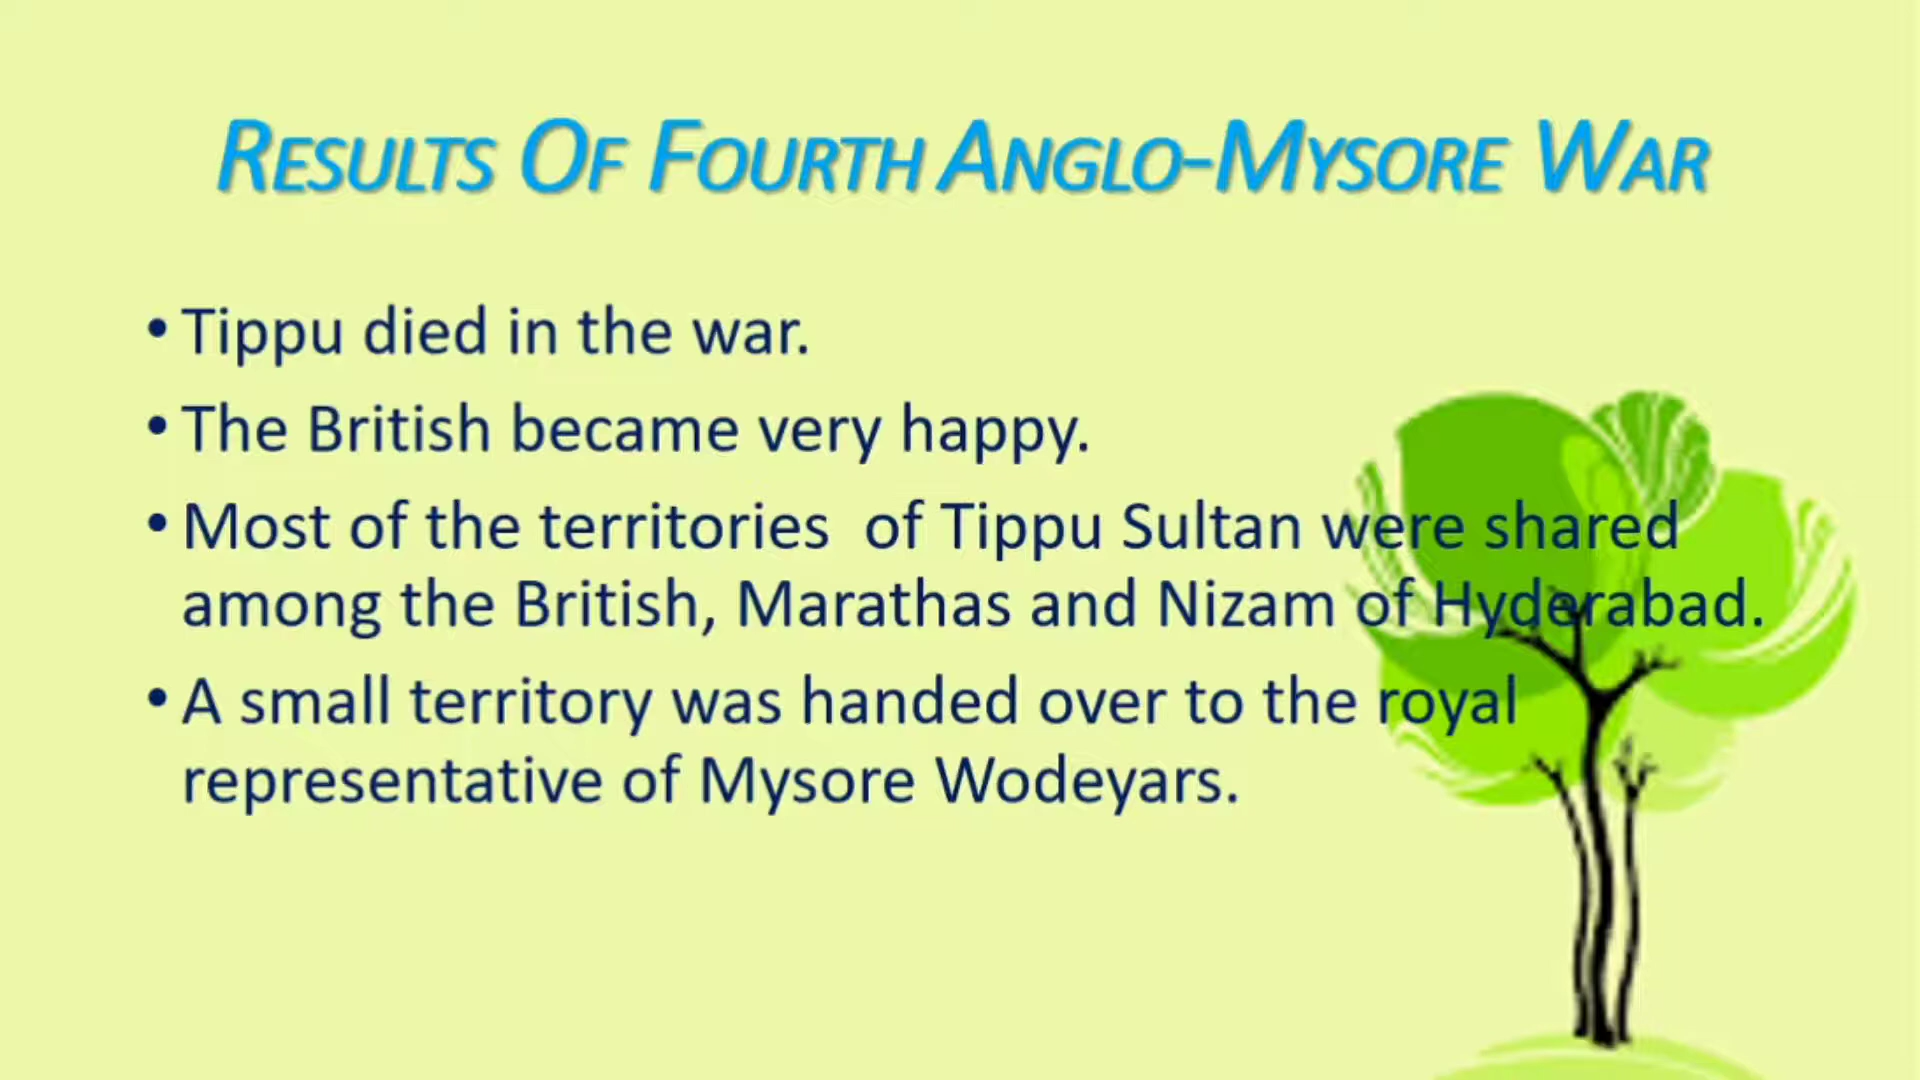 RESULTS OF FOURTH ANGLO-MYSORE WAR
• Tippu died in the war.
• The British became very happy.
• Most of the territories of Tippu Sultan were shared
among the British, Marathas and Nizam of Hyderabad.
• A small territory was handed over to the royal
representative of Mysore Wodeyars.